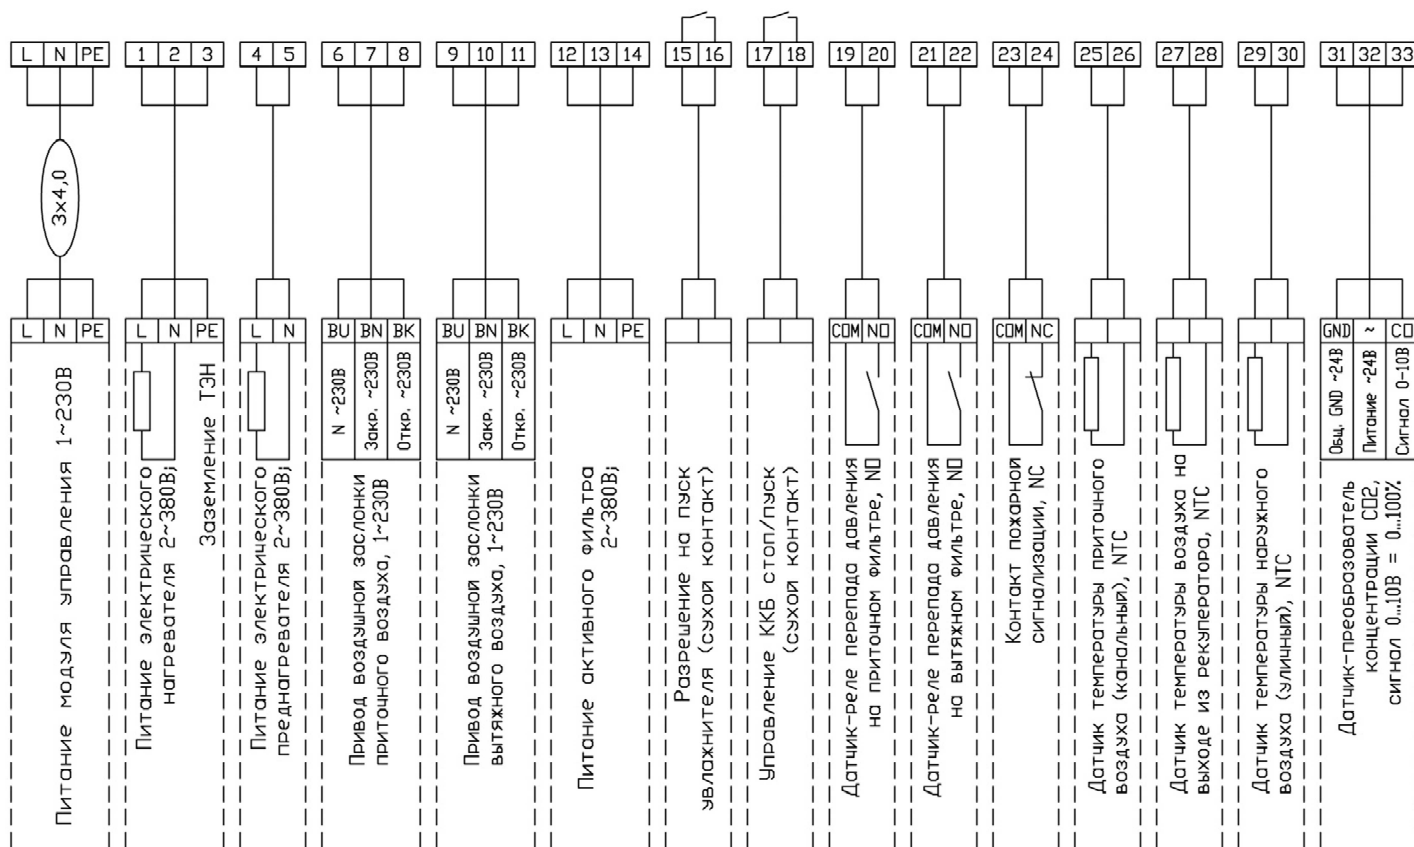 L N PE 1 2 3 4 5 6 7 8 9 10 11 12 13 14 15 16 17 18 19 20 21 22 23 24 25 26 27 28 29 30 31 32 33
3х4,0
L N PE
Питание модуля управления 1~230В
L N PE
Питание электрического
нагревателя 2~380В;
Заземление ТЭН
L N
Питание электрического
преднагревателя 2~380В;
BU BN BK
N ~230В
Закр. ~230В
Откр. ~230В
Привод воздушной заслонки
приточного воздуха, 1~230В
BU BN BK
N ~230В
Закр. ~230В
Откр. ~230В
Привод воздушной заслонки
вытяжного воздуха, 1~230В
L N PE
Питание активного фильтра
2~380В;
Разрешение на пуск
увлажнителя (сухой контакт)
Управление ККБ стоп/пуск
(сухой контакт)
COM NO
Датчик-реле перепада давления
на приточном фильтре, NO
COM NO
Датчик-реле перепада давления
на вытяжном фильтре, NO
COM NC
Контакт пожарной
сигнализации, NC
Датчик температуры приточного
воздуха (канальный), NTC
Датчик температуры воздуха на
выходе из рекуператора, NTC
Датчик температуры наружного
воздуха (уличный), NTC
GND ~ CO
Общ. GND ~24В
Питание ~24В
Сигнал 0-10В
Датчик-преобразователь
концентрации CO2,
сигнал 0...10В = 0...100%